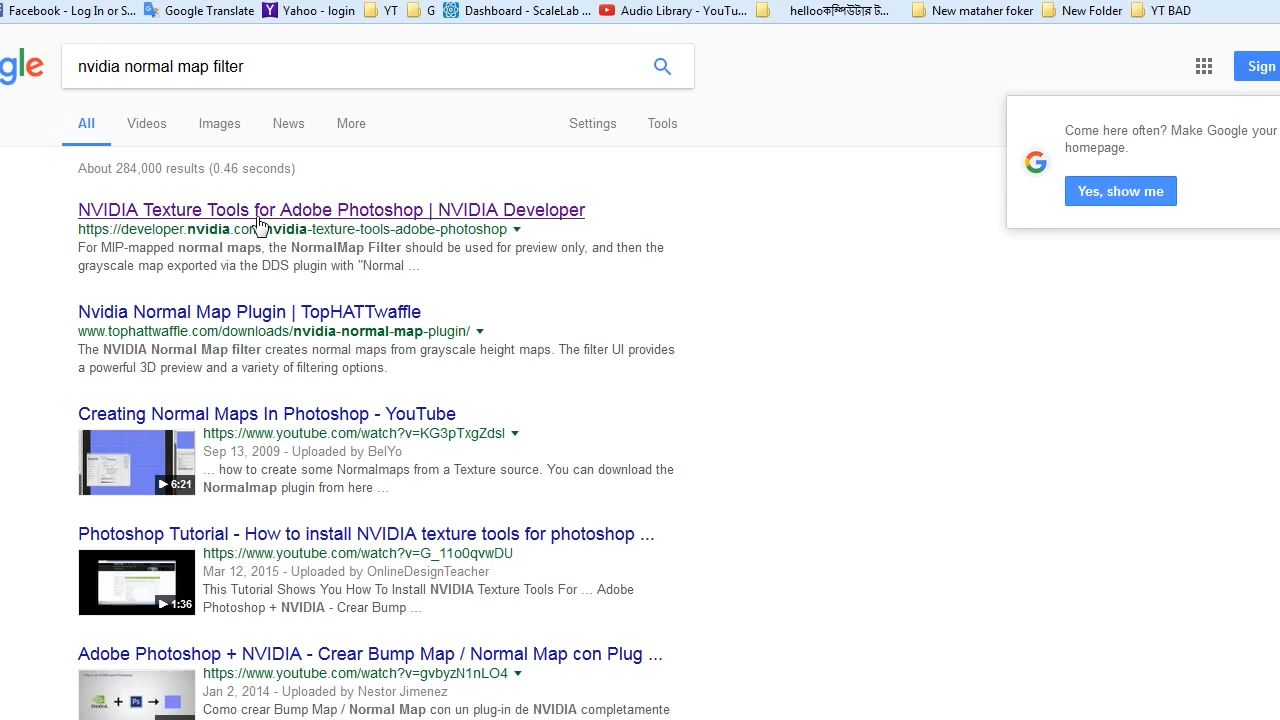 Facebook - Log In or S... Google Translate Yahoo - login YT G Dashboard - ScaleLab ... Audio Library - YouTu... hellooকম্পিউটার ট... New mataher foker New Folder YT BAD
gle nvidia normal map filter Sign
All Videos Images News More Settings Tools
Come here often? Make Google your
homepage.
Yes, show me
About 284,000 results (0.46 seconds)
NVIDIA Texture Tools for Adobe Photoshop | NVIDIA Developer
https://developer.nvidia.com/nvidia-texture-tools-adobe-photoshop
For MIP-mapped normal maps, the NormalMap Filter should be used for preview only, and then the
grayscale map exported via the DDS plugin with "Normal ...
Nvidia Normal Map Plugin | TopHATTwaffle
www.tophattwaffle.com/downloads/nvidia-normal-map-plugin/
The NVIDIA Normal Map filter creates normal maps from grayscale height maps. The filter UI provides
a powerful 3D preview and a variety of filtering options.
Creating Normal Maps In Photoshop - YouTube
https://www.youtube.com/watch?v=KG3pTxgZdsI
Sep 13, 2009 - Uploaded by BelYo
... how to create some Normalmaps from a Texture source. You can download the
6:21
Normalmap plugin from here ...
Photoshop Tutorial - How to install NVIDIA texture tools for photoshop ...
https://www.youtube.com/watch?v=G_11o0qvwDU
Mar 12, 2015 - Uploaded by OnlineDesignTeacher
This Tutorial Shows You How To Install NVIDIA Texture Tools For ... Adobe
1:36
Photoshop + NVIDIA - Crear Bump ...
Adobe Photoshop + NVIDIA - Crear Bump Map / Normal Map con Plug ...
https://www.youtube.com/watch?v=gvbyzN1nLO4
Jan 2, 2014 - Uploaded by Nestor Jimenez
Como crear Bump Map / Normal Map con un plug-in de NVIDIA completamente